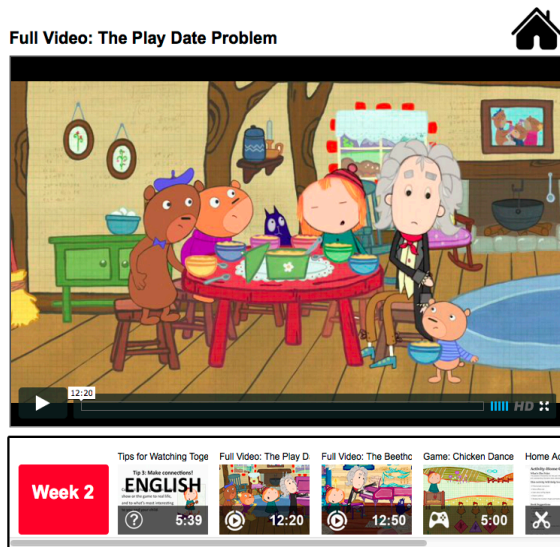 Full Video: The Play Date Problem
12:20
HD
Tips for Watching Toge
Full Video: The Play D
Full Video: The Beetho
Game: Chicken Dance
Home Ac
Week 2
Tip 3: Make connections!
ENGLISH
5:39
12:20
12:50
5:00